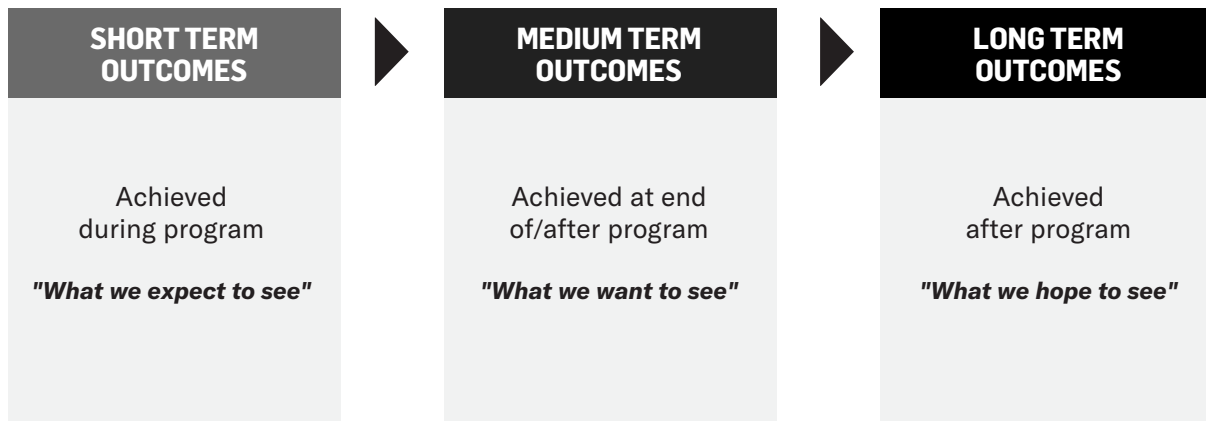 SHORT TERM
OUTCOMES
Achieved
during program
"What we expect to see"
MEDIUM TERM
OUTCOMES
Achieved at end
of/after program
"What we want to see"
LONG TERM
OUTCOMES
Achieved
after program
"What we hope to see"